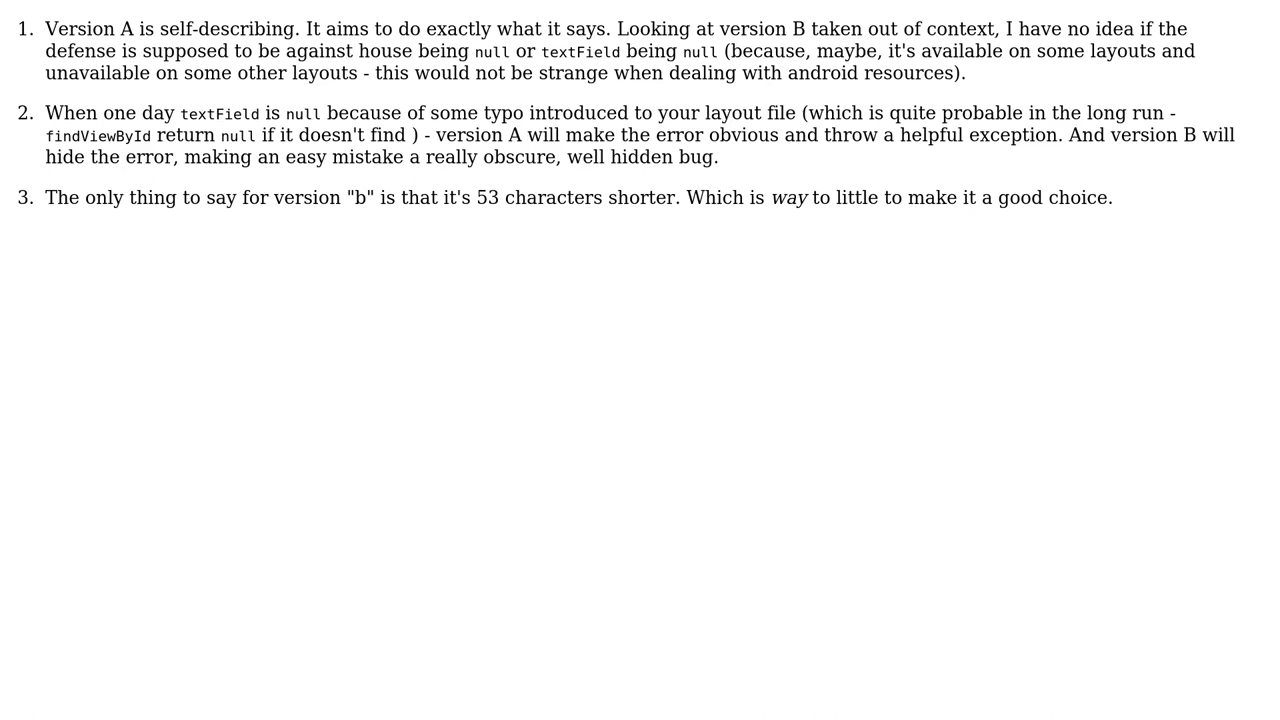 1. Version A is self-describing. It aims to do exactly what it says. Looking at version B taken out of context, I have no idea if the
defense is supposed to be against house being null or textField being null (because, maybe, it's available on some layouts and
unavailable on some other layouts - this would not be strange when dealing with android resources).
2. When one day textField is null because of some typo introduced to your layout file (which is quite probable in the long run -
findViewById return null if it doesn't find ) - version A will make the error obvious and throw a helpful exception. And version B will
hide the error, making an easy mistake a really obscure, well hidden bug.
3. The only thing to say for version "b" is that it's 53 characters shorter. Which is way to little to make it a good choice.